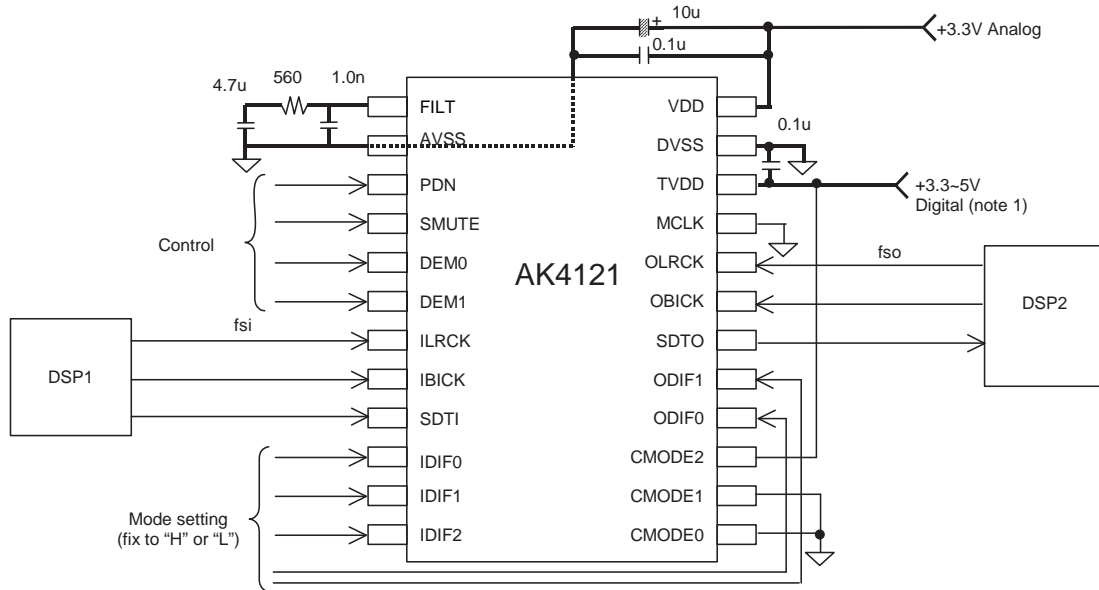 10u
+
+3.3V Analog
0.1u
4.7u
560
1.0n
FILT
VDD
AVSS
DVSS
0.1u
PDN
TVDD
+3.3~5V
Digital (note 1)
SMUTE
MCLK
Control
DEM0
OLRCK
fso
AK4121
DEM1
OBICK
DSP2
fsi
ILRCK
SDTO
DSP1
IBICK
ODIF1
SDTI
ODIF0
IDIF0
CMODE2
IDIF1
CMODE1
Mode setting
(fix to “H” or “L”)
IDIF2
CMODE0